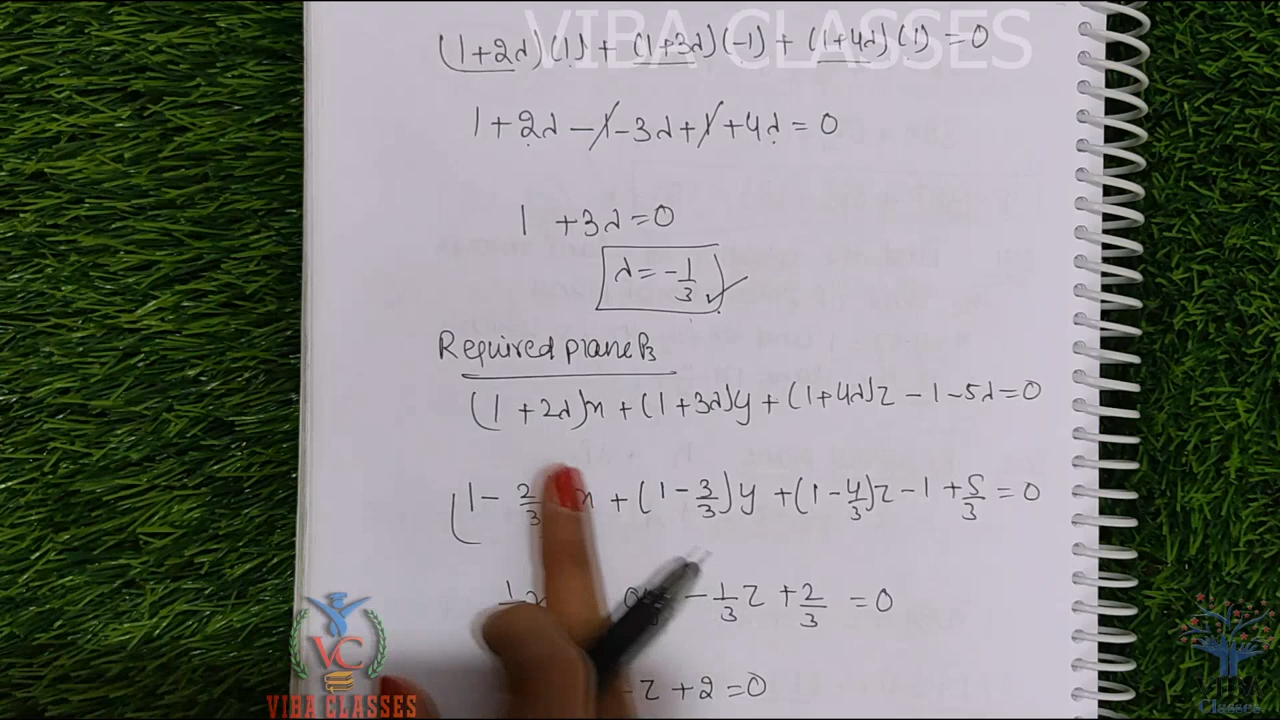 VIBA CLASSES
(1+2λ)(1) + (1+3λ)(-1) + (1+4λ)(1) = 0
1+2λ-1-3λ+1+4λ=0
1 +3λ=0
λ=-1/3
Required plane P₃
(1+2λ)x+(1+3λ)y+(1+4λ)z-1-5λ=0
(1-2/3 x+(1-3/3)y+(1-4/3)z-1+5/3=0
-1/3 z+2/3 =0
-z+2=0
VC
VIBA CLASSES
Classes